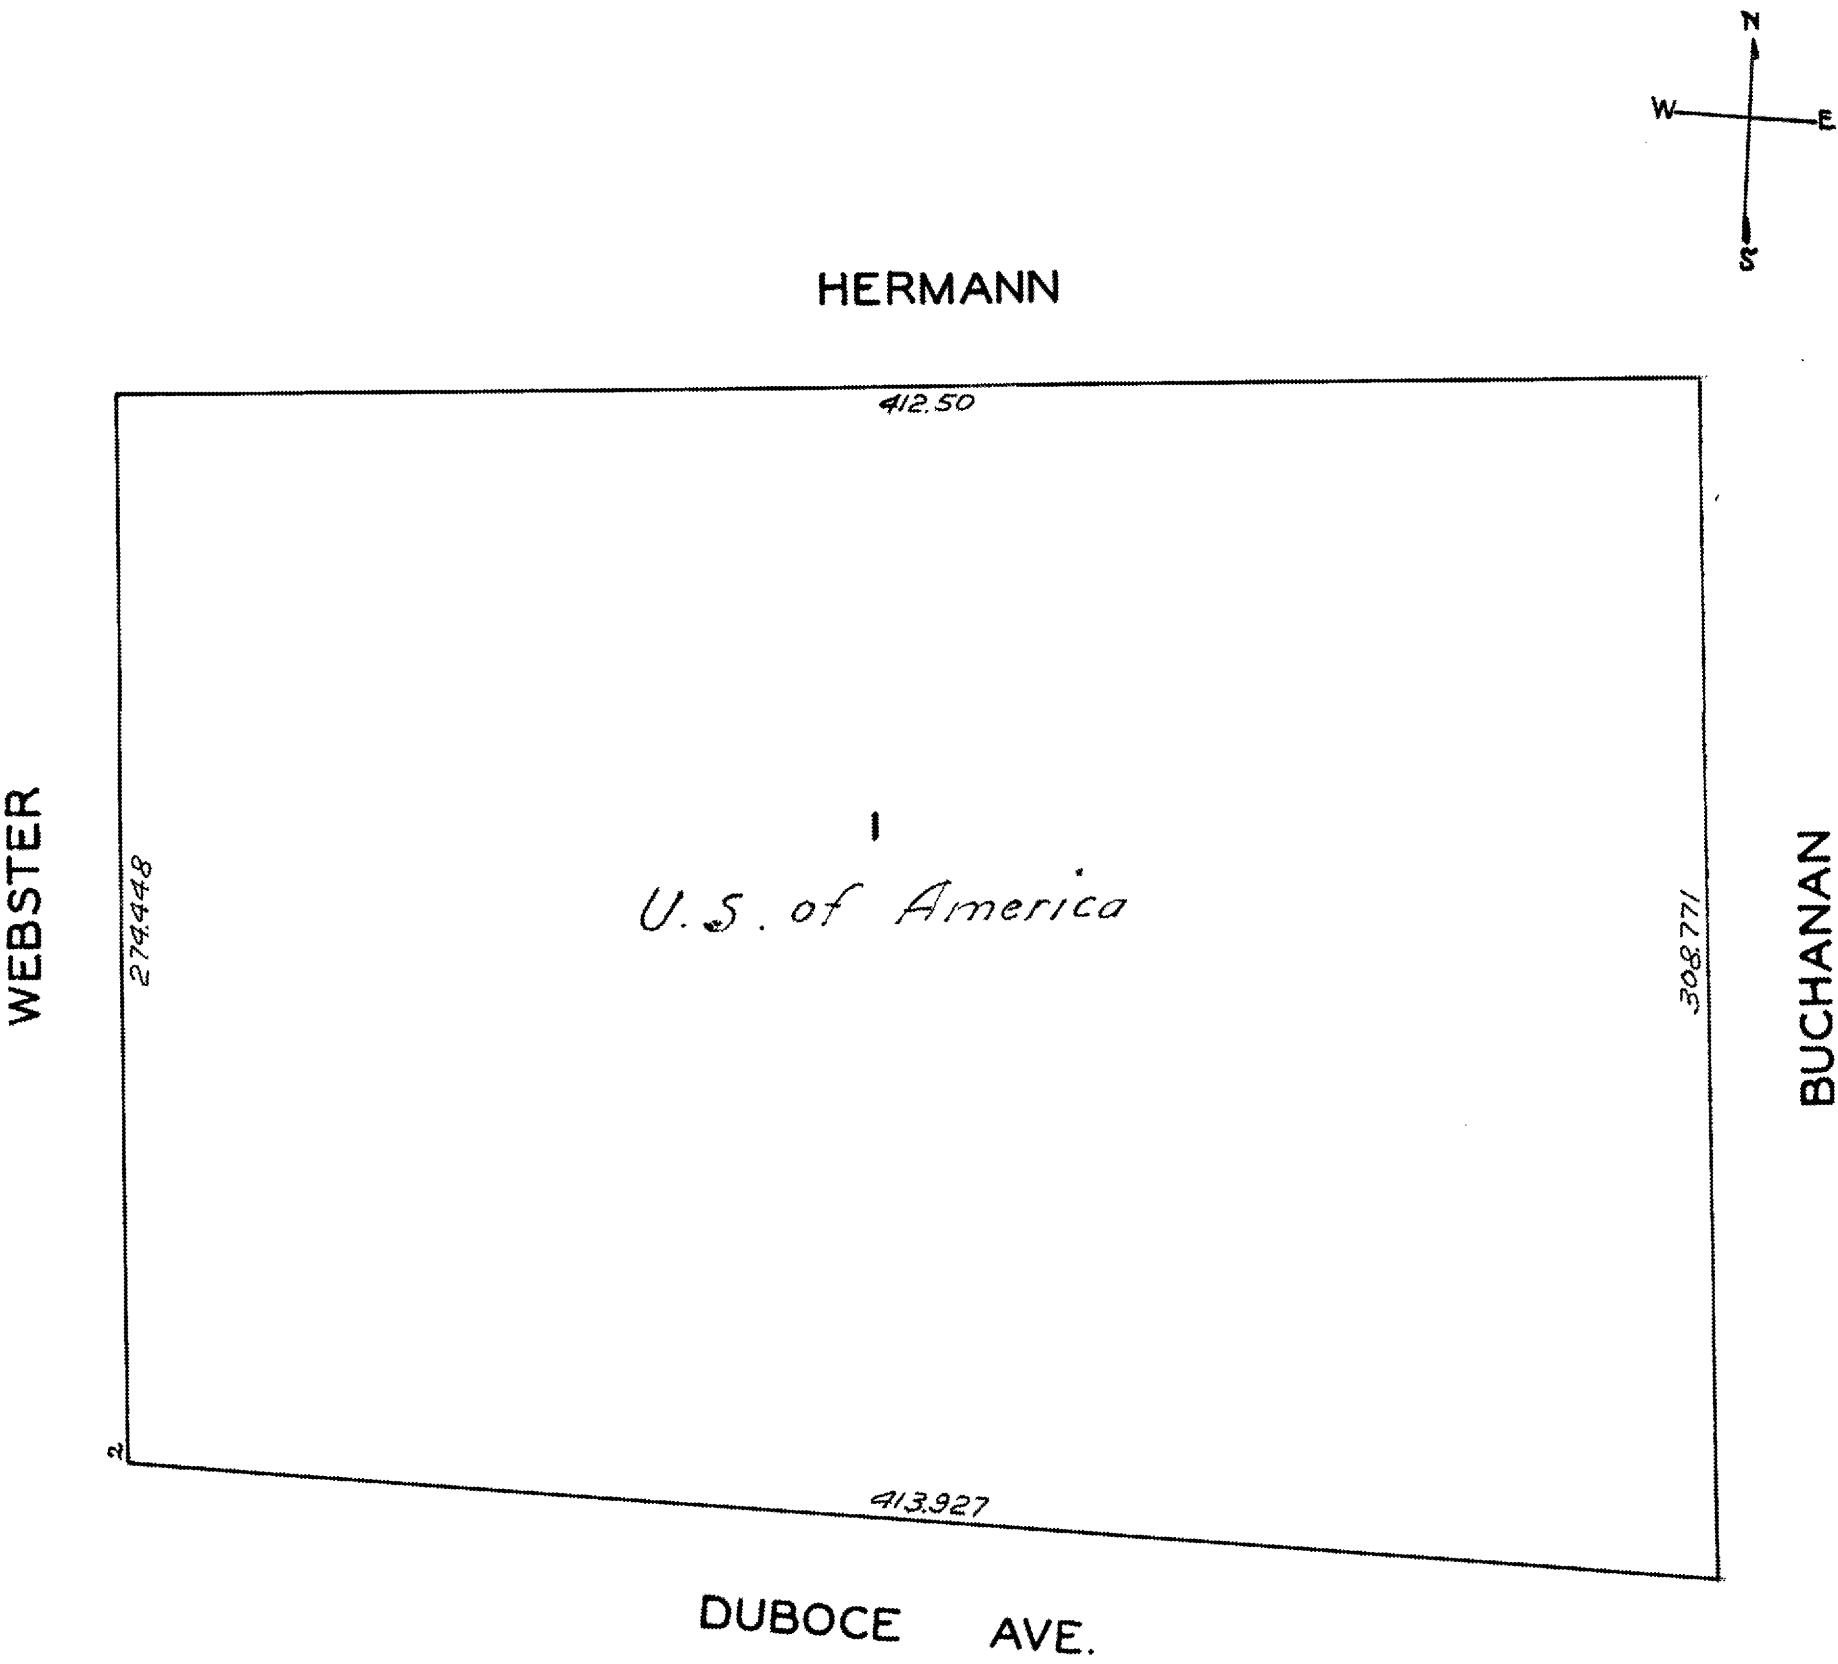 N
W E
S
HERMANN
412.50
WEBSTER
274.448
1
U.S. of America
308.771
BUCHANAN
2
413.927
DUBOCE AVE.